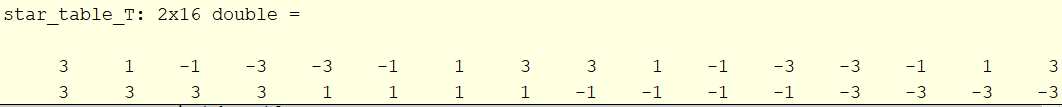 star_table_T: 2x16 double =
3 1 -1 -3 -3 -1 1 3 3 1 -1 -3 -3 -1 1 3
3 3 3 3 1 1 1 1 -1 -1 -1 -1 -3 -3 -3 -3